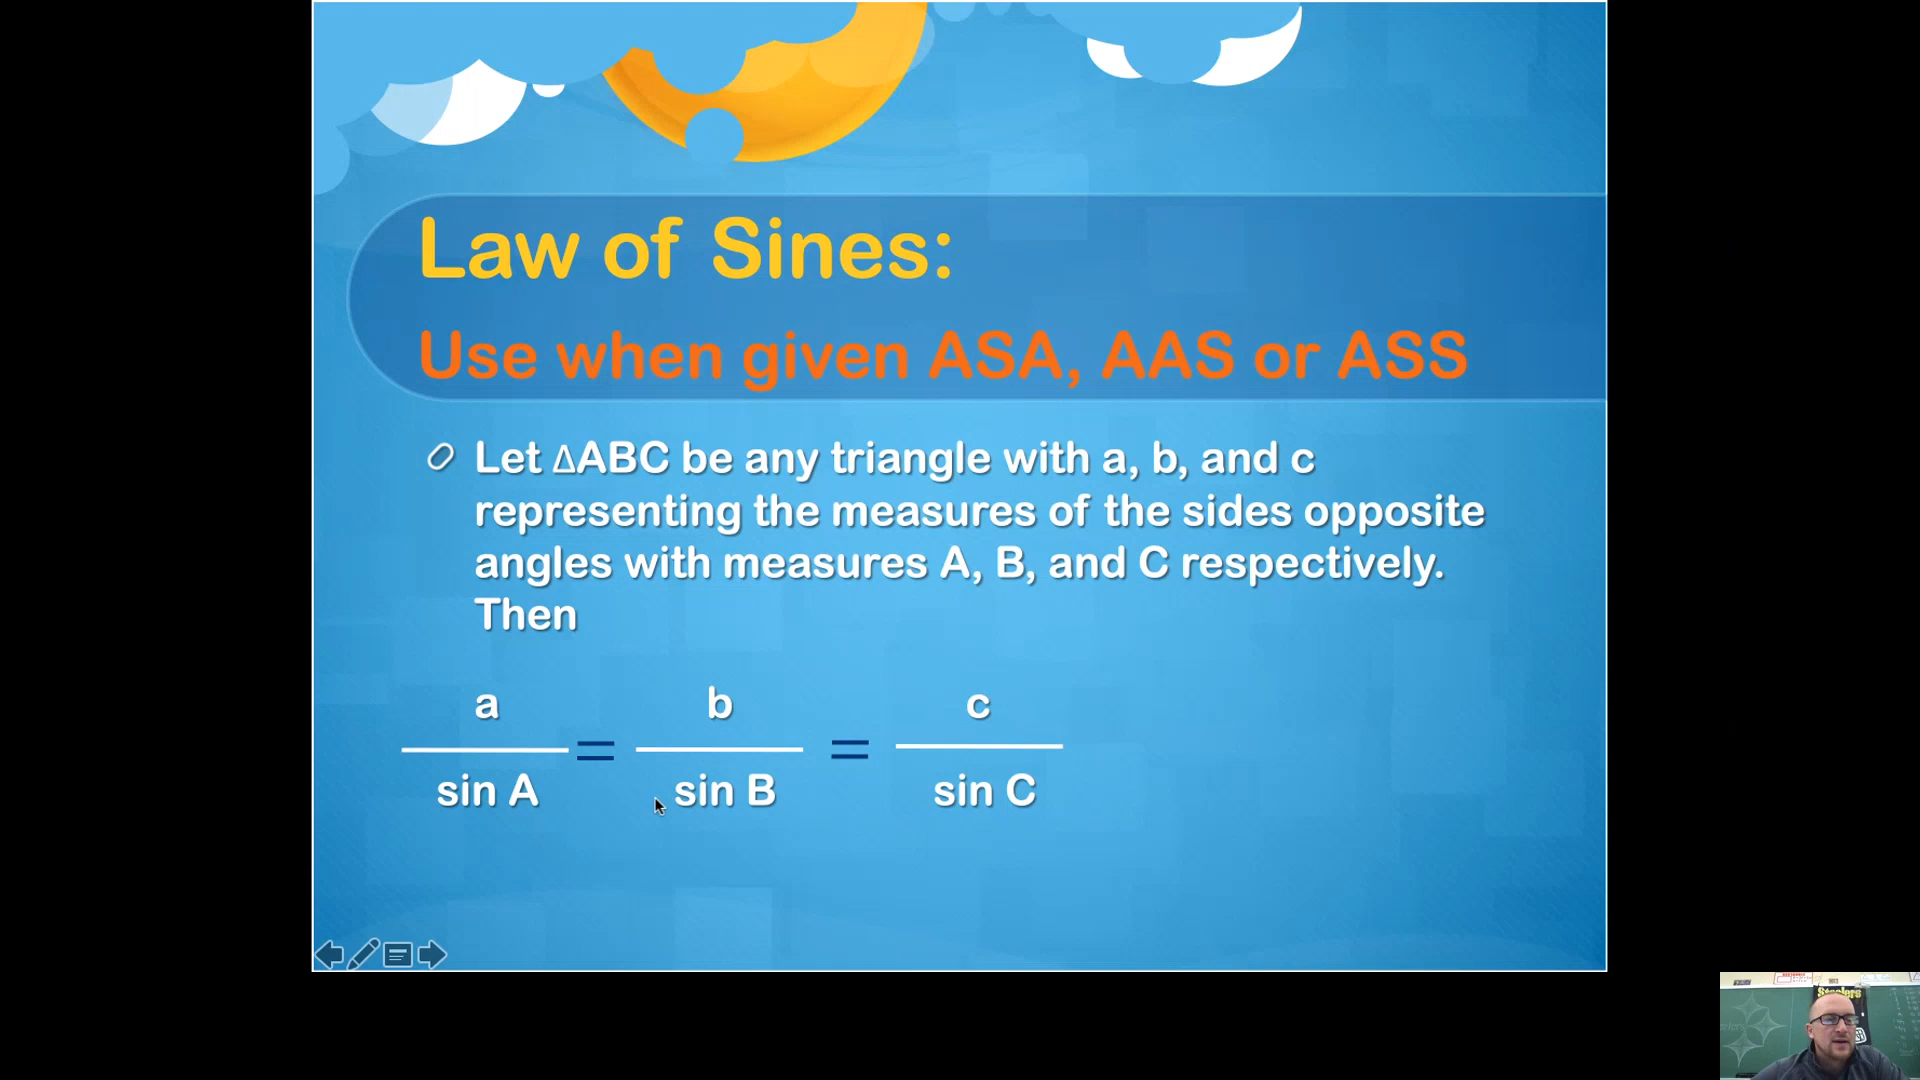 Law of Sines:
Use when given ASA, AAS or ASS
Let ΔABC be any triangle with a, b, and c
representing the measures of the sides opposite
angles with measures A, B, and C respectively.
Then
a b c
= =
sin A sin B sin C
Steelers